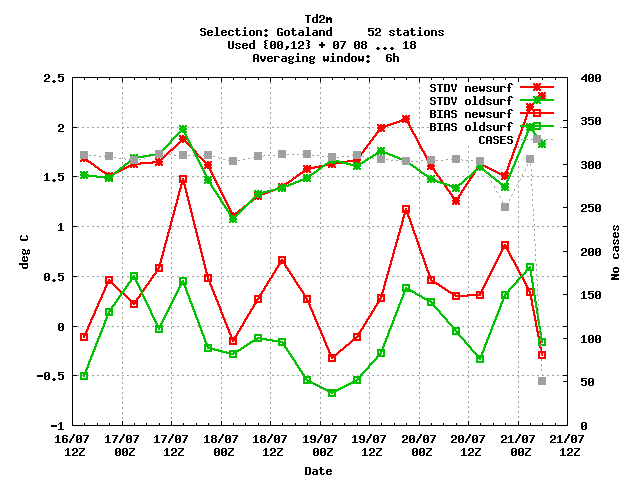 Td2m
Selection: Gotaland     52 stations
Used {00,12} + 07 08 ... 18
Averaging window:  6h
STDV newsurf
STDV oldsurf
BIAS newsurf
BIAS oldsurf
CASES
2.5
2
1.5
1
0.5
0
-0.5
-1
deg C
400
350
300
250
200
150
100
50
0
No cases
16/07 17/07 17/07 18/07 18/07 19/07 19/07 20/07 20/07 21/07 21/07
12Z 00Z 12Z 00Z 12Z 00Z 12Z 00Z 12Z 00Z 12Z
Date